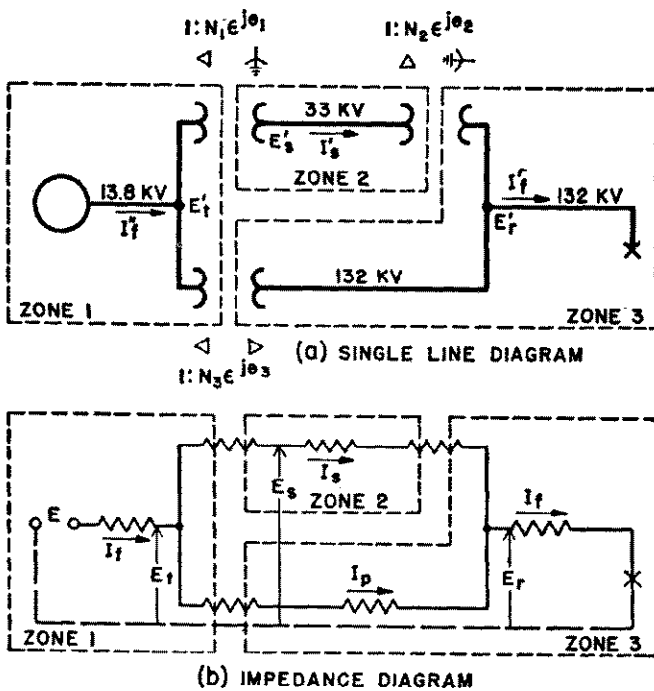 1:N₁ε^jθ₁ 1:N₂ε^jθ₂
33 KV
E's I's
ZONE 2
13.8 KV
I"f
E't
I'f
132 KV
E'r
132 KV
ZONE 1
ZONE 3
1:N₃ε^jθ₃
(a) SINGLE LINE DIAGRAM
E
If
Et
Es
Is
ZONE 2
Ip
If
Er
ZONE 1
ZONE 3
(b) IMPEDANCE DIAGRAM